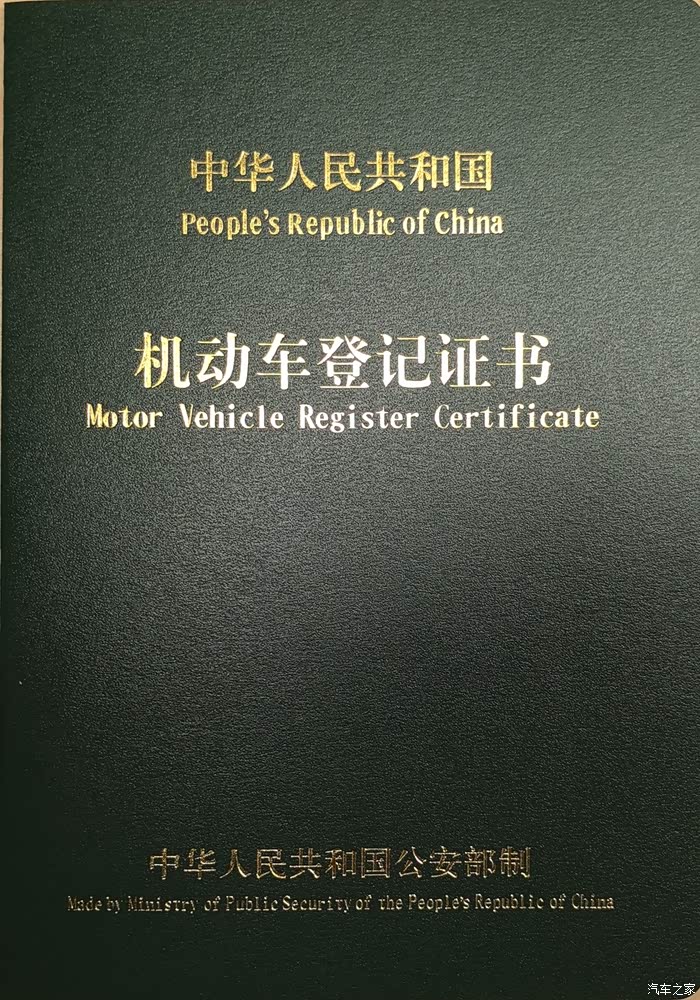 中华人民共和国
People's Republic of China
机动车登记证书
Motor Vehicle Register Certificate
中华人民共和国公安部制
Made by Ministry of Public Security of the People's Republic of China
汽车之家